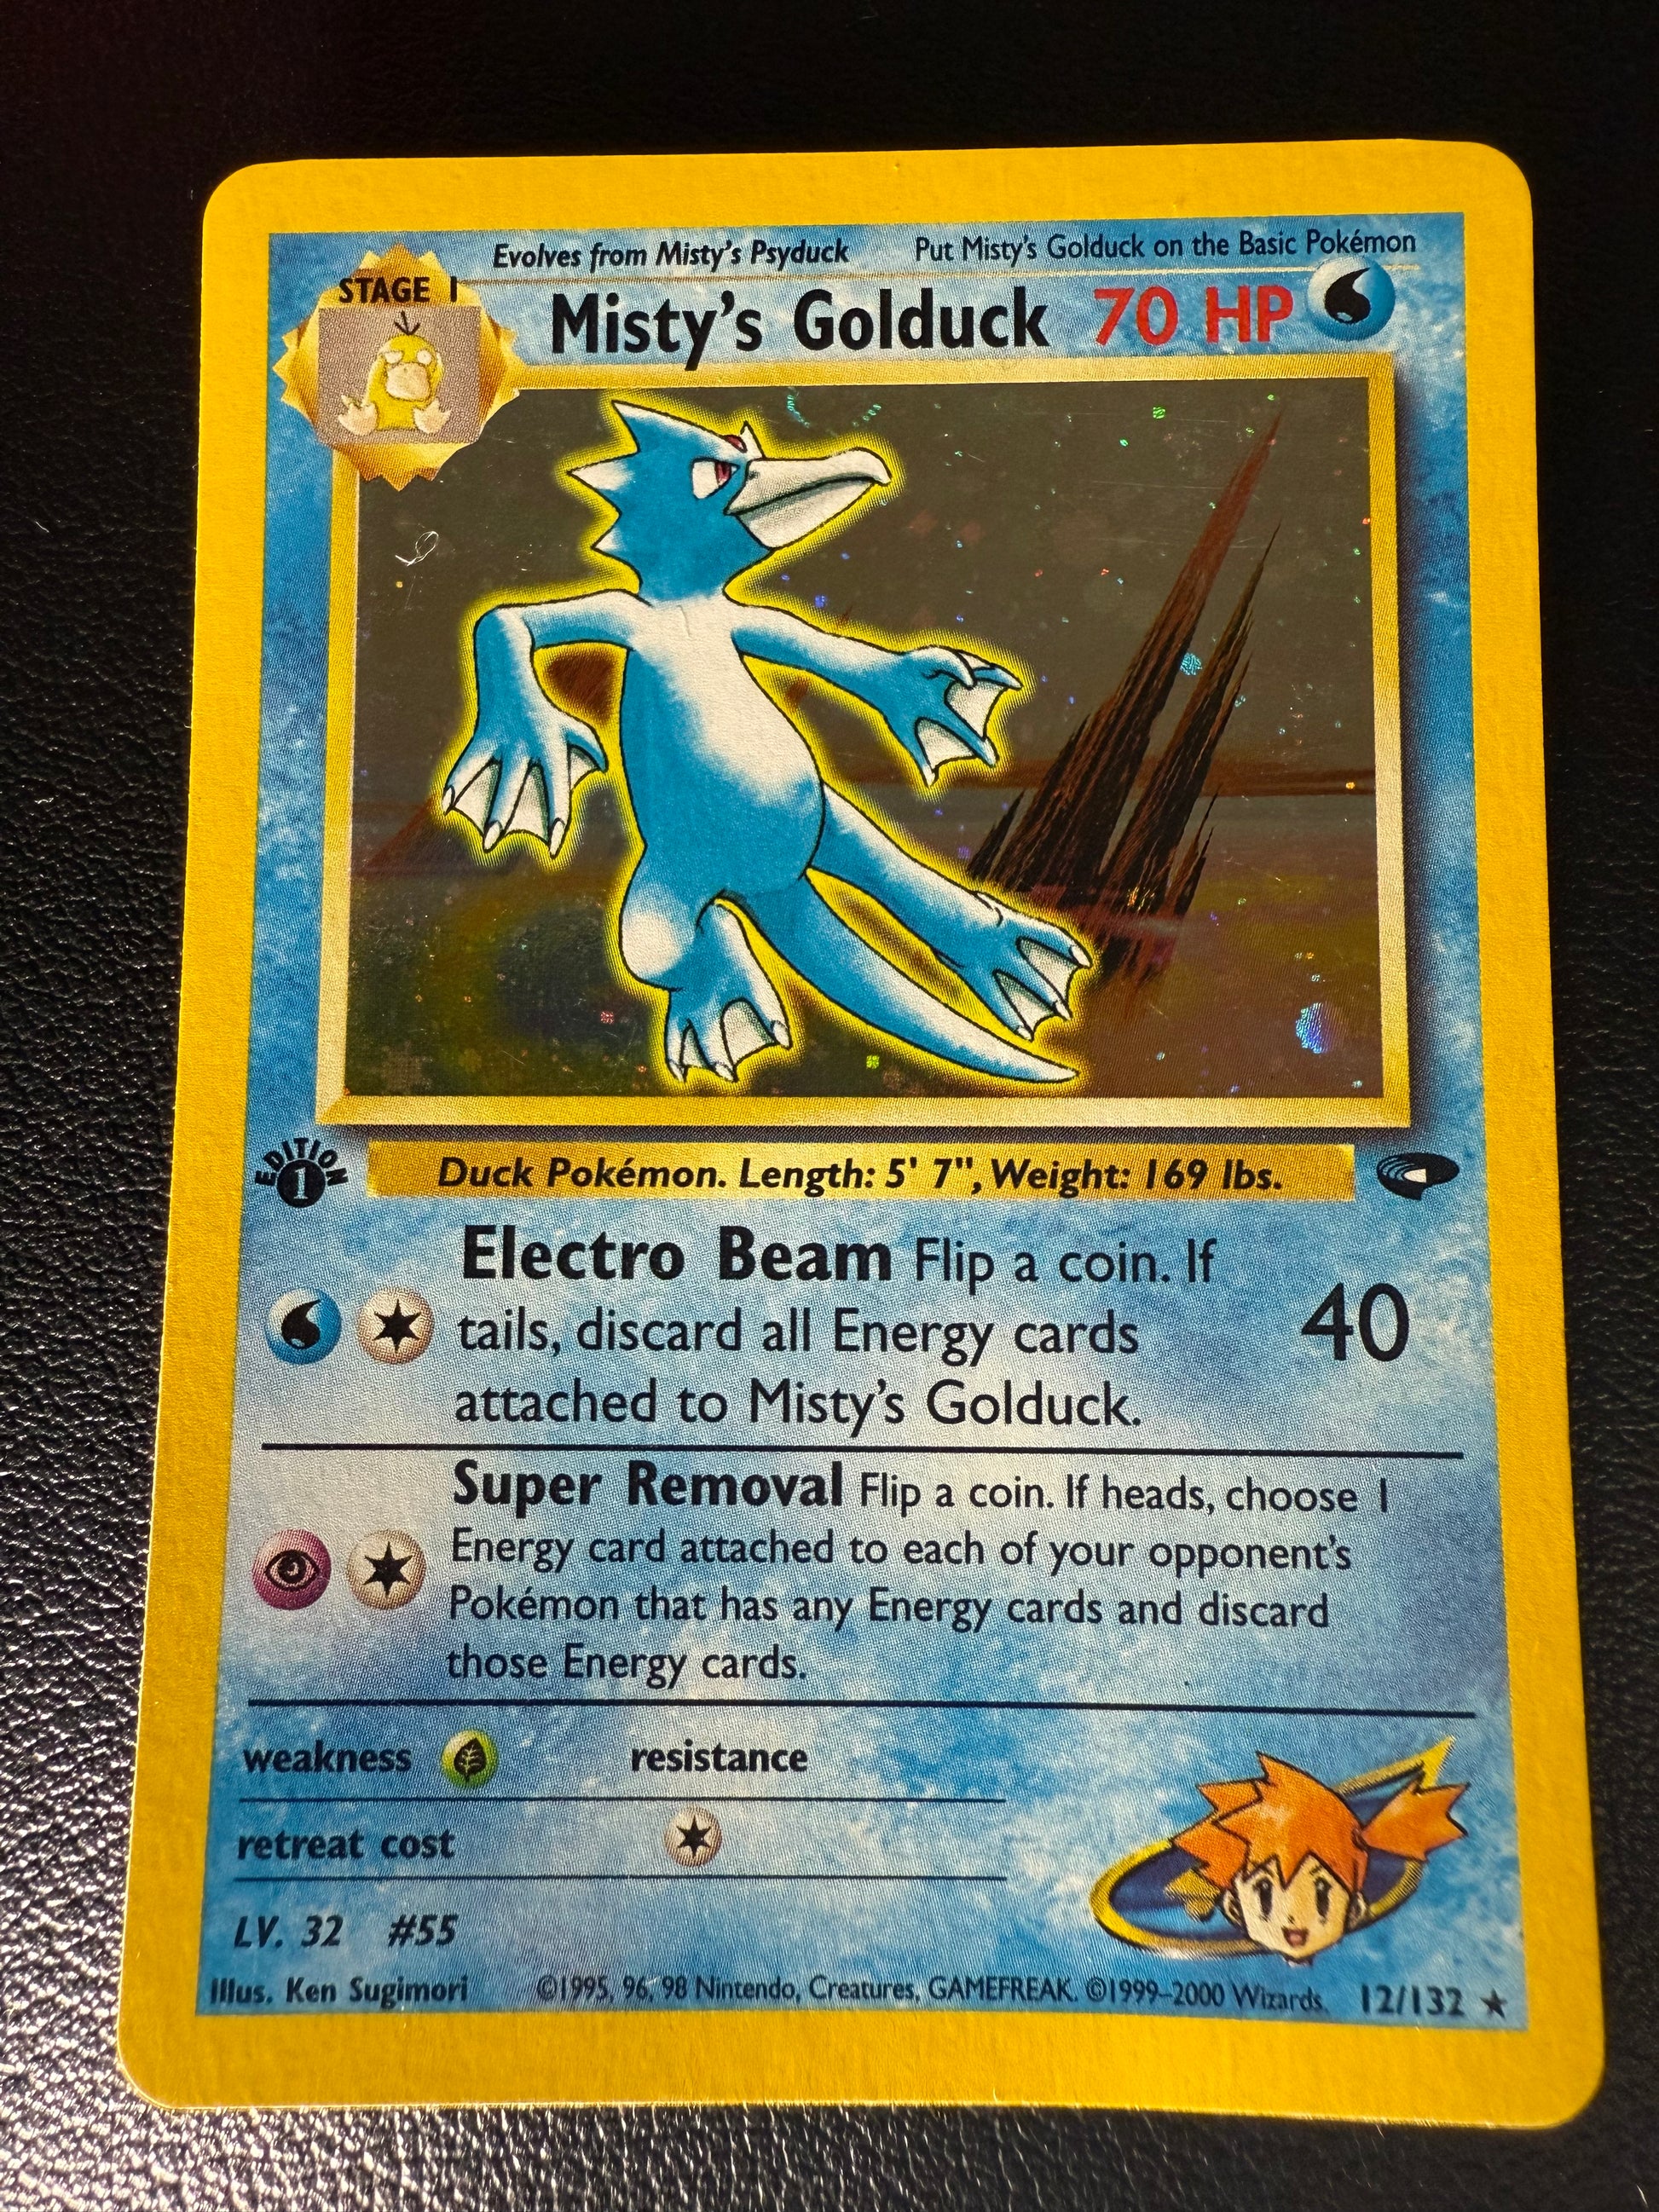 Evolves from Misty's Psyduck Put Misty's Golduck on the Basic Pokémon
STAGE 1
Misty's Golduck 70 HP
EDITION 1
Duck Pokémon. Length: 5' 7", Weight: 169 lbs.
Electro Beam Flip a coin. If
tails, discard all Energy cards
attached to Misty's Golduck.
40
Super Removal Flip a coin. If heads, choose 1
Energy card attached to each of your opponent's
Pokémon that has any Energy cards and discard
those Energy cards.
weakness resistance
retreat cost
LV. 32 #55
Illus. Ken Sugimori ©1995, 96, 98 Nintendo, Creatures, GAMEFREAK. ©1999–2000 Wizards. 12/132 ★